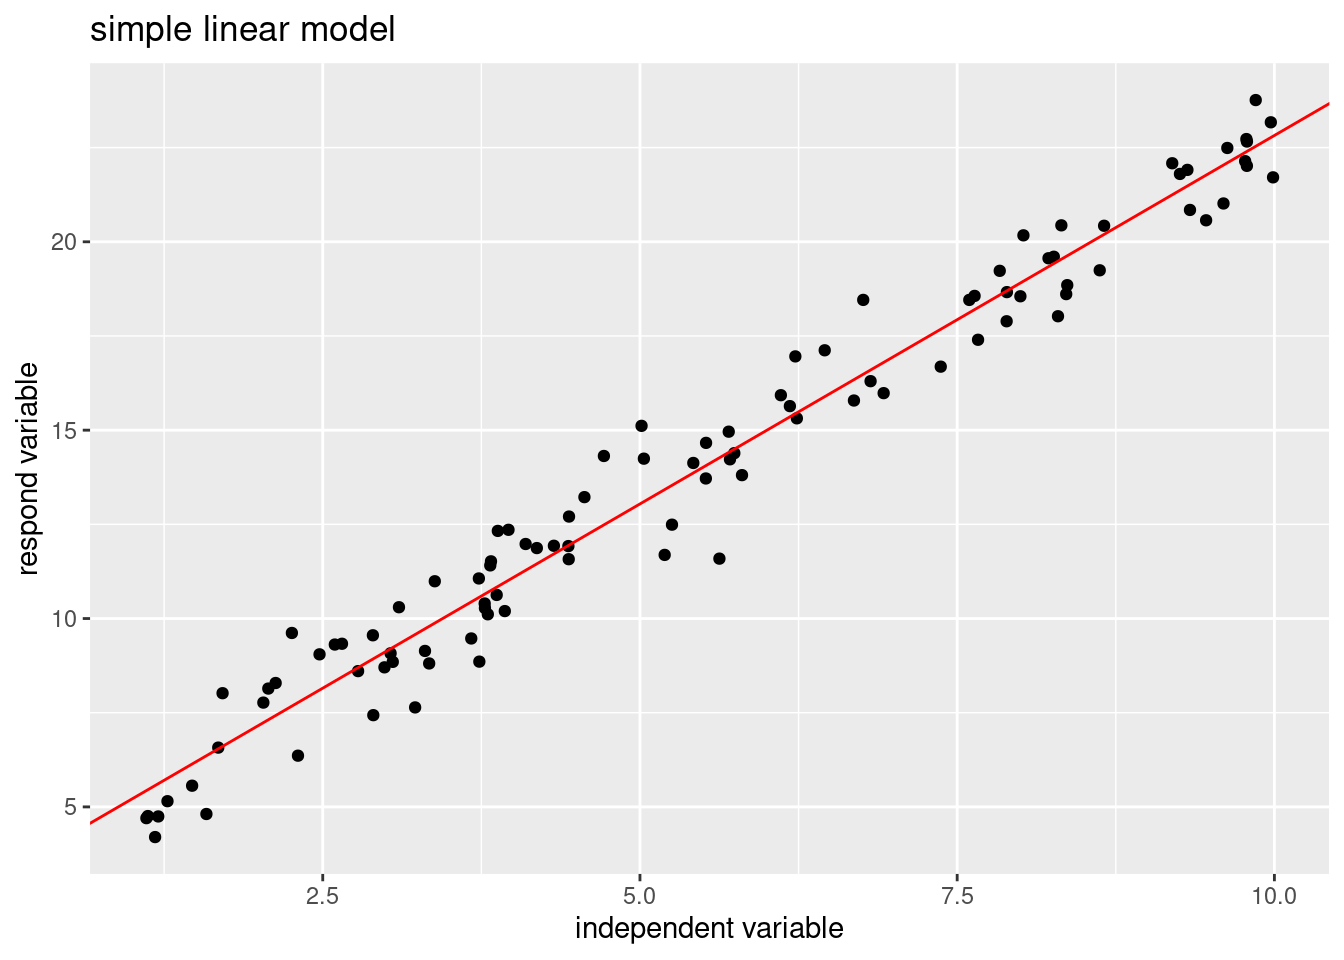 simple linear model
respond variable
20
15
10
5
2.5 5.0 7.5 10.0
independent variable